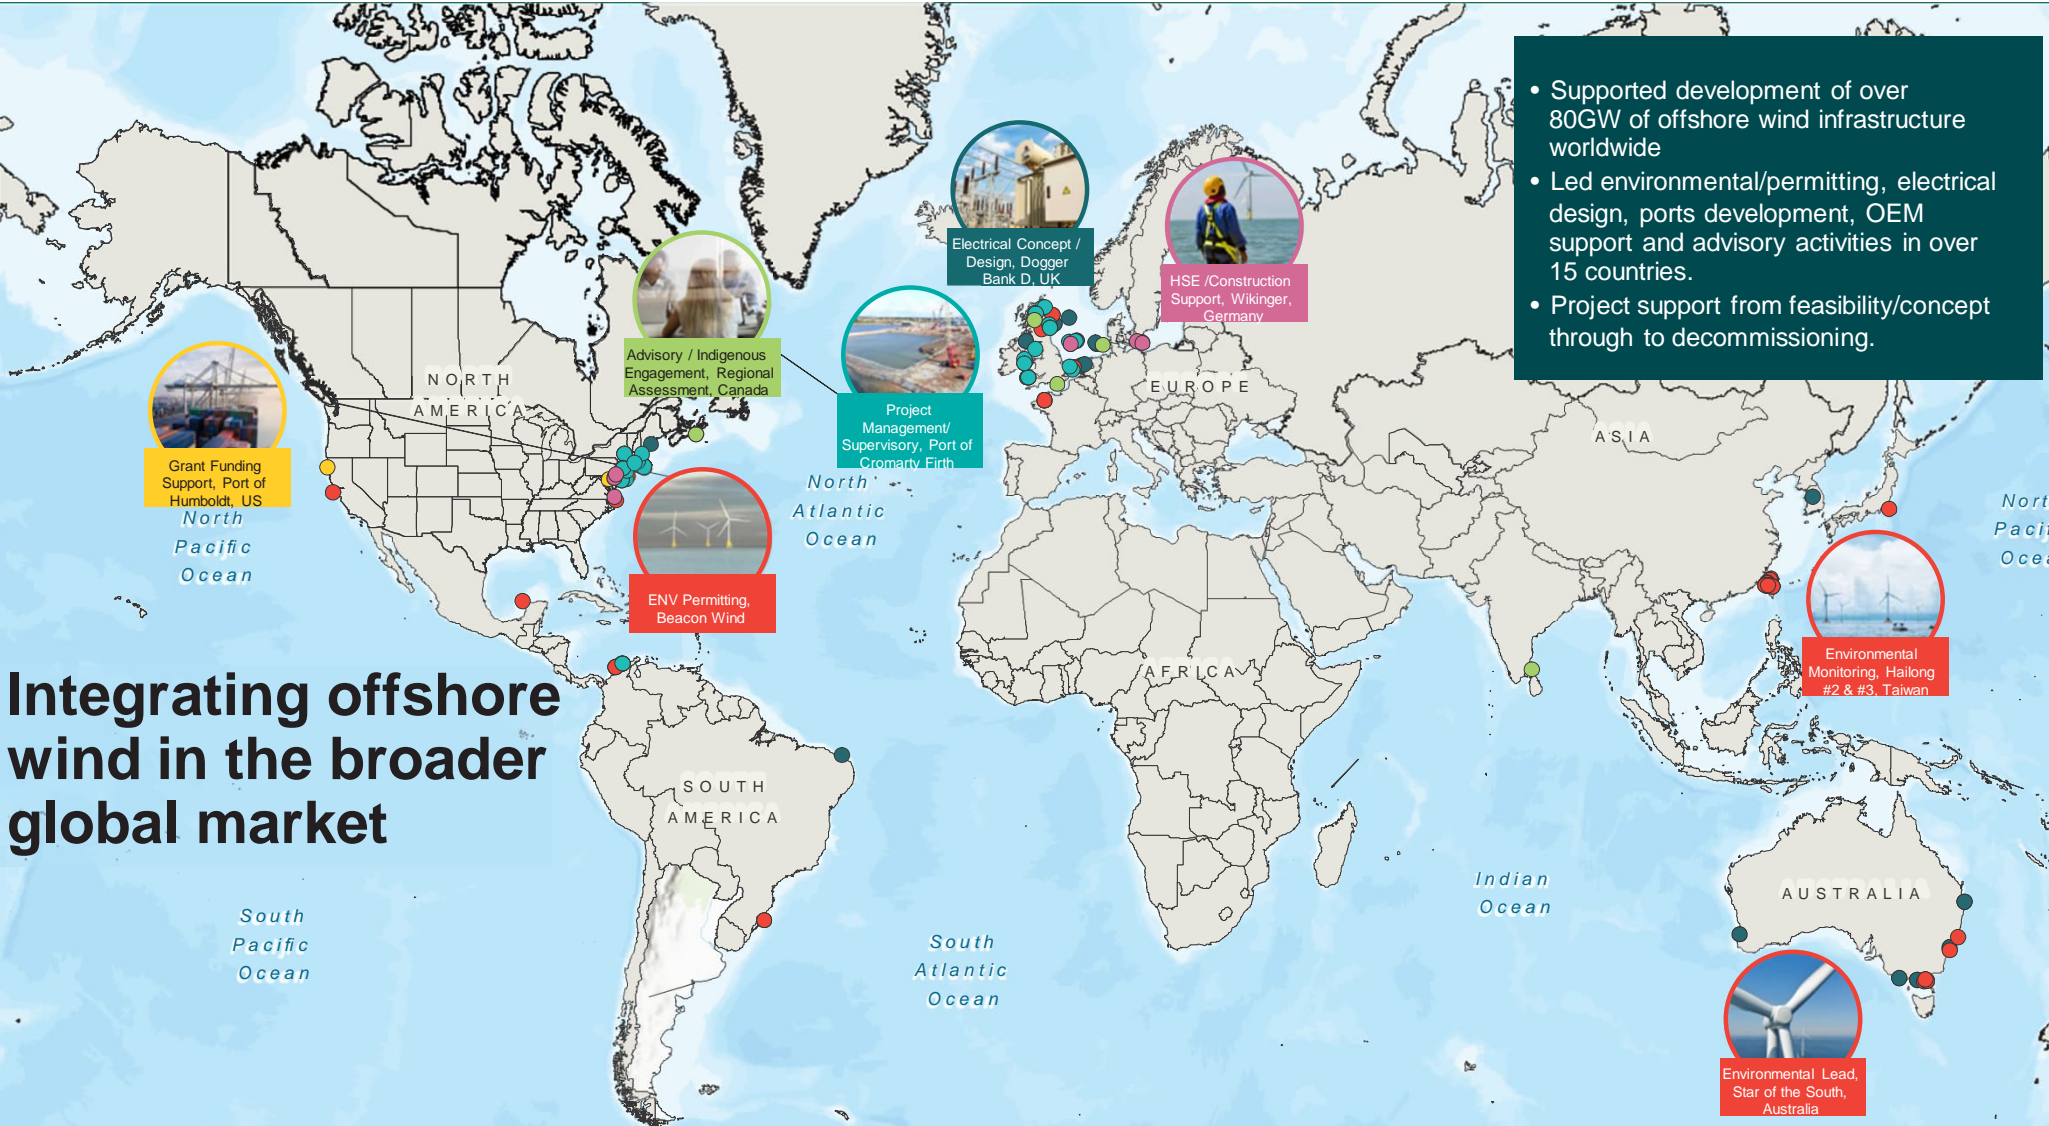 • Supported development of over
80GW of offshore wind infrastructure
worldwide
• Led environmental/permitting, electrical
design, ports development, OEM
support and advisory activities in over
15 countries.
• Project support from feasibility/concept
through to decommissioning.
Electrical Concept /
Design, Dogger
Bank D, UK
HSE /Construction
Support, Wikinger,
Germany
Advisory / Indigenous
Engagement, Regional
Assessment, Canada
Project
Management/
Supervisory, Port of
Cromarty Firth
Grant Funding
Support, Port of
Humboldt, US
NORTH
AMERICA
EUROPE
ASIA
North
Pacific
Ocean
North
Atlantic
Ocean
Nort
Pacif
Ocea
ENV Permitting,
Beacon Wind
Environmental
Monitoring, Hailong
#2 & #3, Taiwan
AFRICA
Integrating offshore
wind in the broader
global market
SOUTH
AMERICA
Indian
Ocean
AUSTRALIA
South
Pacific
Ocean
South
Atlantic
Ocean
Environmental Lead,
Star of the South,
Australia